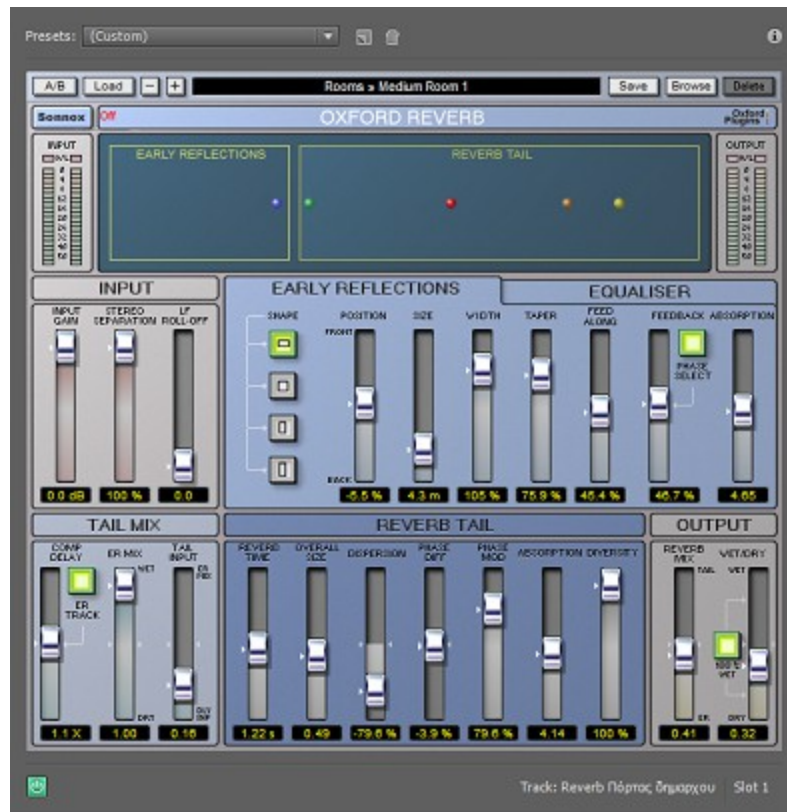 Presets: (Custom)
A/B Load − + Rooms » Medium Room 1 Save Browse Delete
Sonnox Off OXFORD REVERB Oxford Plugins
INPUT EARLY REFLECTIONS REVERB TAIL OUTPUT
OVL OVL
INPUT EARLY REFLECTIONS EQUALISER
INPUT GAIN STEREO SEPARATION LF ROLL-OFF SHAPE POSITION SIZE WIDTH TAPER FEED ALONG FEEDBACK ABSORPTION
FRONT
PHASE SELECT
BACK
0.0 dB 100 % 0.0 -5.5 % 4.3 m 105 % 75.9 % 45.4 % 46.7 % 4.65
TAIL MIX REVERB TAIL OUTPUT
COMP DELAY ER MIX TAIL INPUT REVERB TIME OVERALL SIZE DISPERSION PHASE DIFF PHASE MOD ABSORPTION DIVERSITY REVERB MIX WET/DRY
WET ER MIX TAIL WET
ER TRACK
100% WET
DRY ER DRY
1.1 X 1.00 0.16 1.22 s 0.49 -79.6 % -3.9 % 79.6 % 4.14 100 % 0.41 0.32
Track: Reverb Πόρτος δημαρχου Slot 1